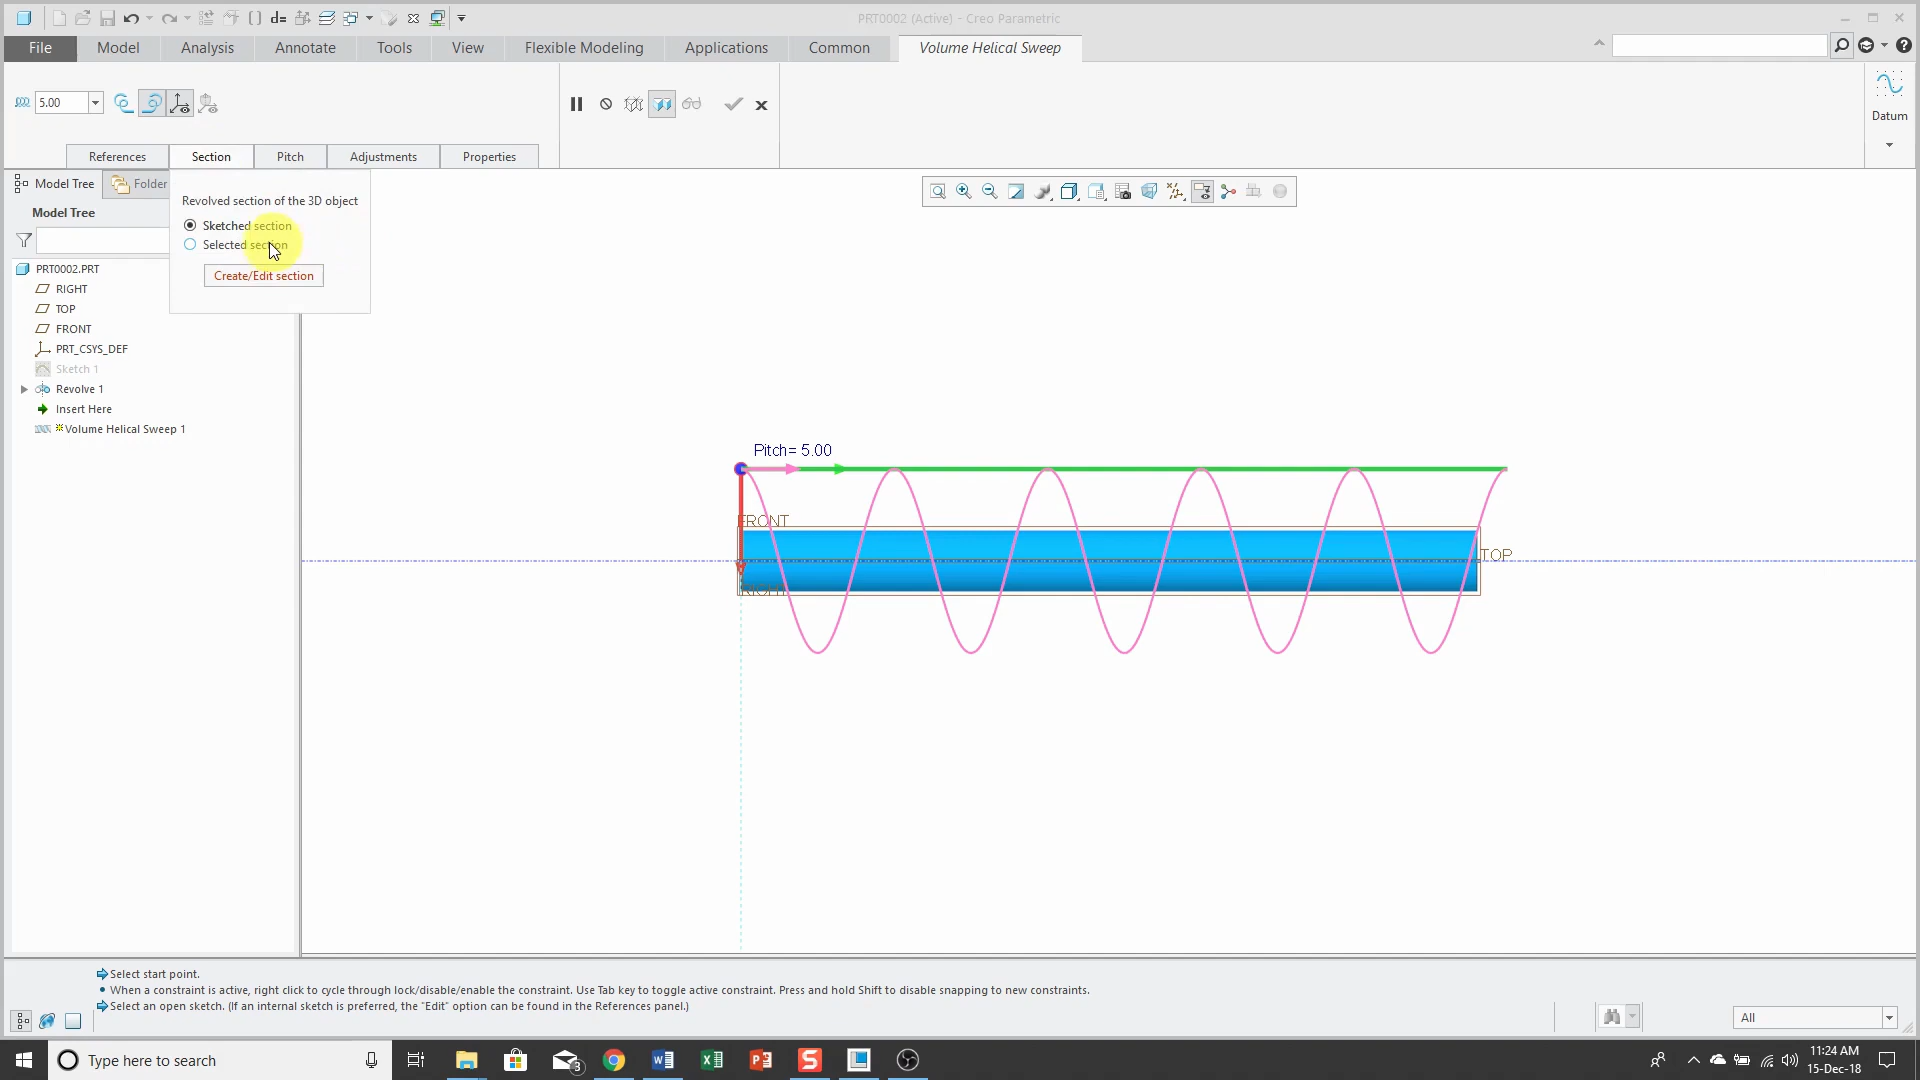 PRT0002 (Active) - Creo Parametric
File
Model
Analysis
Annotate
Tools
View
Flexible Modeling
Applications
Common
Volume Helical Sweep
5.00
Datum
References
Section
Pitch
Adjustments
Properties
Model Tree
Folder
Revolved section of the 3D object
Model Tree
Sketched section
Selected section
Create/Edit section
PRT0002.PRT
RIGHT
TOP
FRONT
PRT_CSYS_DEF
Sketch 1
Revolve 1
Insert Here
Volume Helical Sweep 1
Pitch= 5.00
FRONT
TOP
RIGHT
Select start point.
When a constraint is active, right click to cycle through lock/disable/enable the constraint. Use Tab key to toggle active constraint. Press and hold Shift to disable snapping to new constraints.
Select an open sketch. (If an internal sketch is preferred, the "Edit" option can be found in the References panel.)
All
Type here to search
3
11:24 AM
15-Dec-18